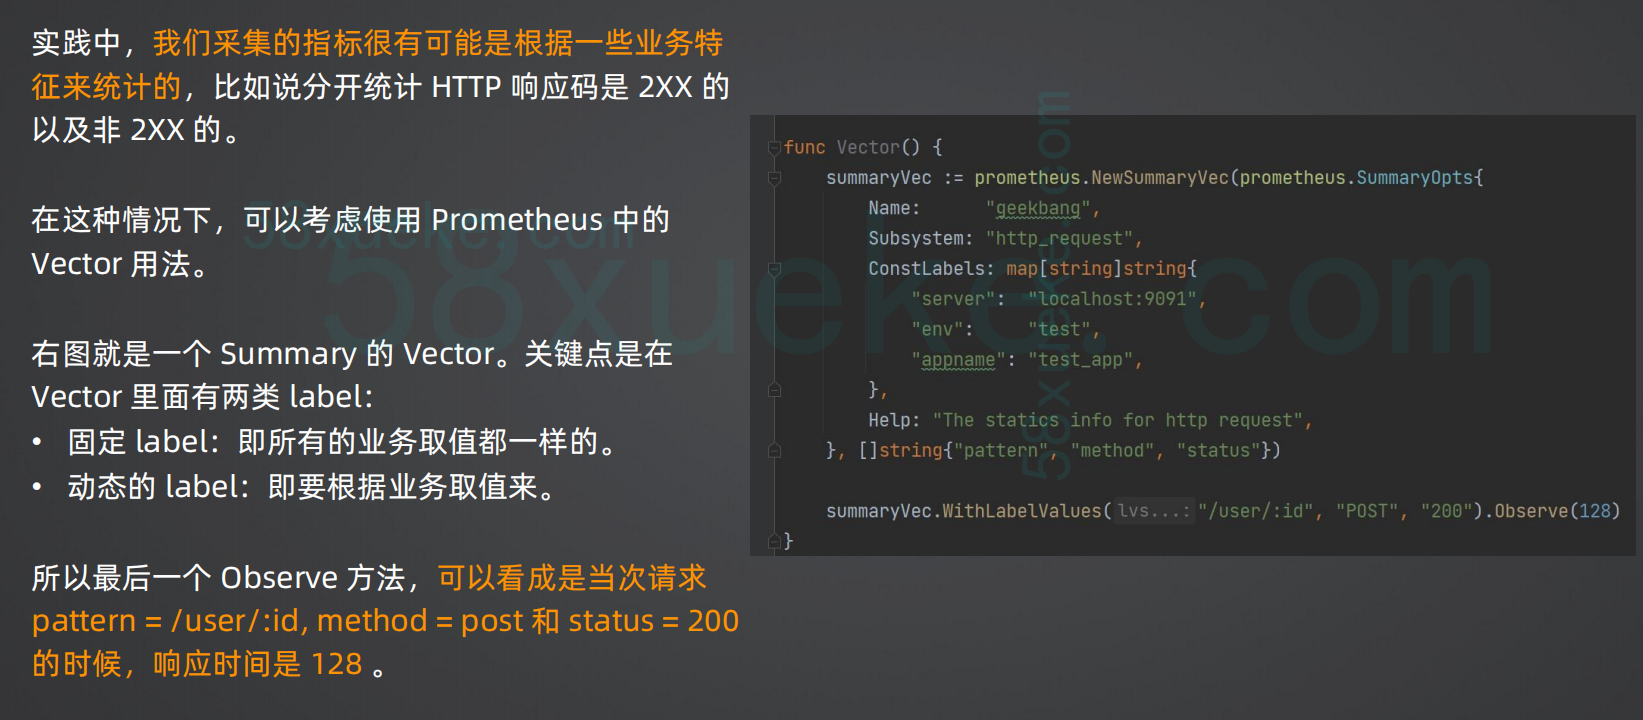 实践中，我们采集的指标很有可能是根据一些业务特
征来统计的，比如说分开统计 HTTP 响应码是 2XX 的
以及非 2XX 的。
在这种情况下，可以考虑使用 Prometheus 中的
Vector 用法。
右图就是一个 Summary 的 Vector。关键点是在
Vector 里面有两类 label：
• 固定 label：即所有的业务取值都一样的。
• 动态的 label：即要根据业务取值来。
所以最后一个 Observe 方法，可以看成是当次请求
pattern = /user/:id, method = post 和 status = 200
的时候，响应时间是 128 。
func Vector() {
summaryVec := prometheus.NewSummaryVec(prometheus.SummaryOpts{
Name: "geekbang",
Subsystem: "http_request",
ConstLabels: map[string]string{
"server": "localhost:9091",
"env": "test",
"appname": "test_app",
},
Help: "The statics info for http request",
}, []string{"pattern", "method", "status"})
summaryVec.WithLabelValues( lvs...: "/user/:id", "POST", "200").Observe(128)
}
58xueke.com
58xueke.com
58xueke.com